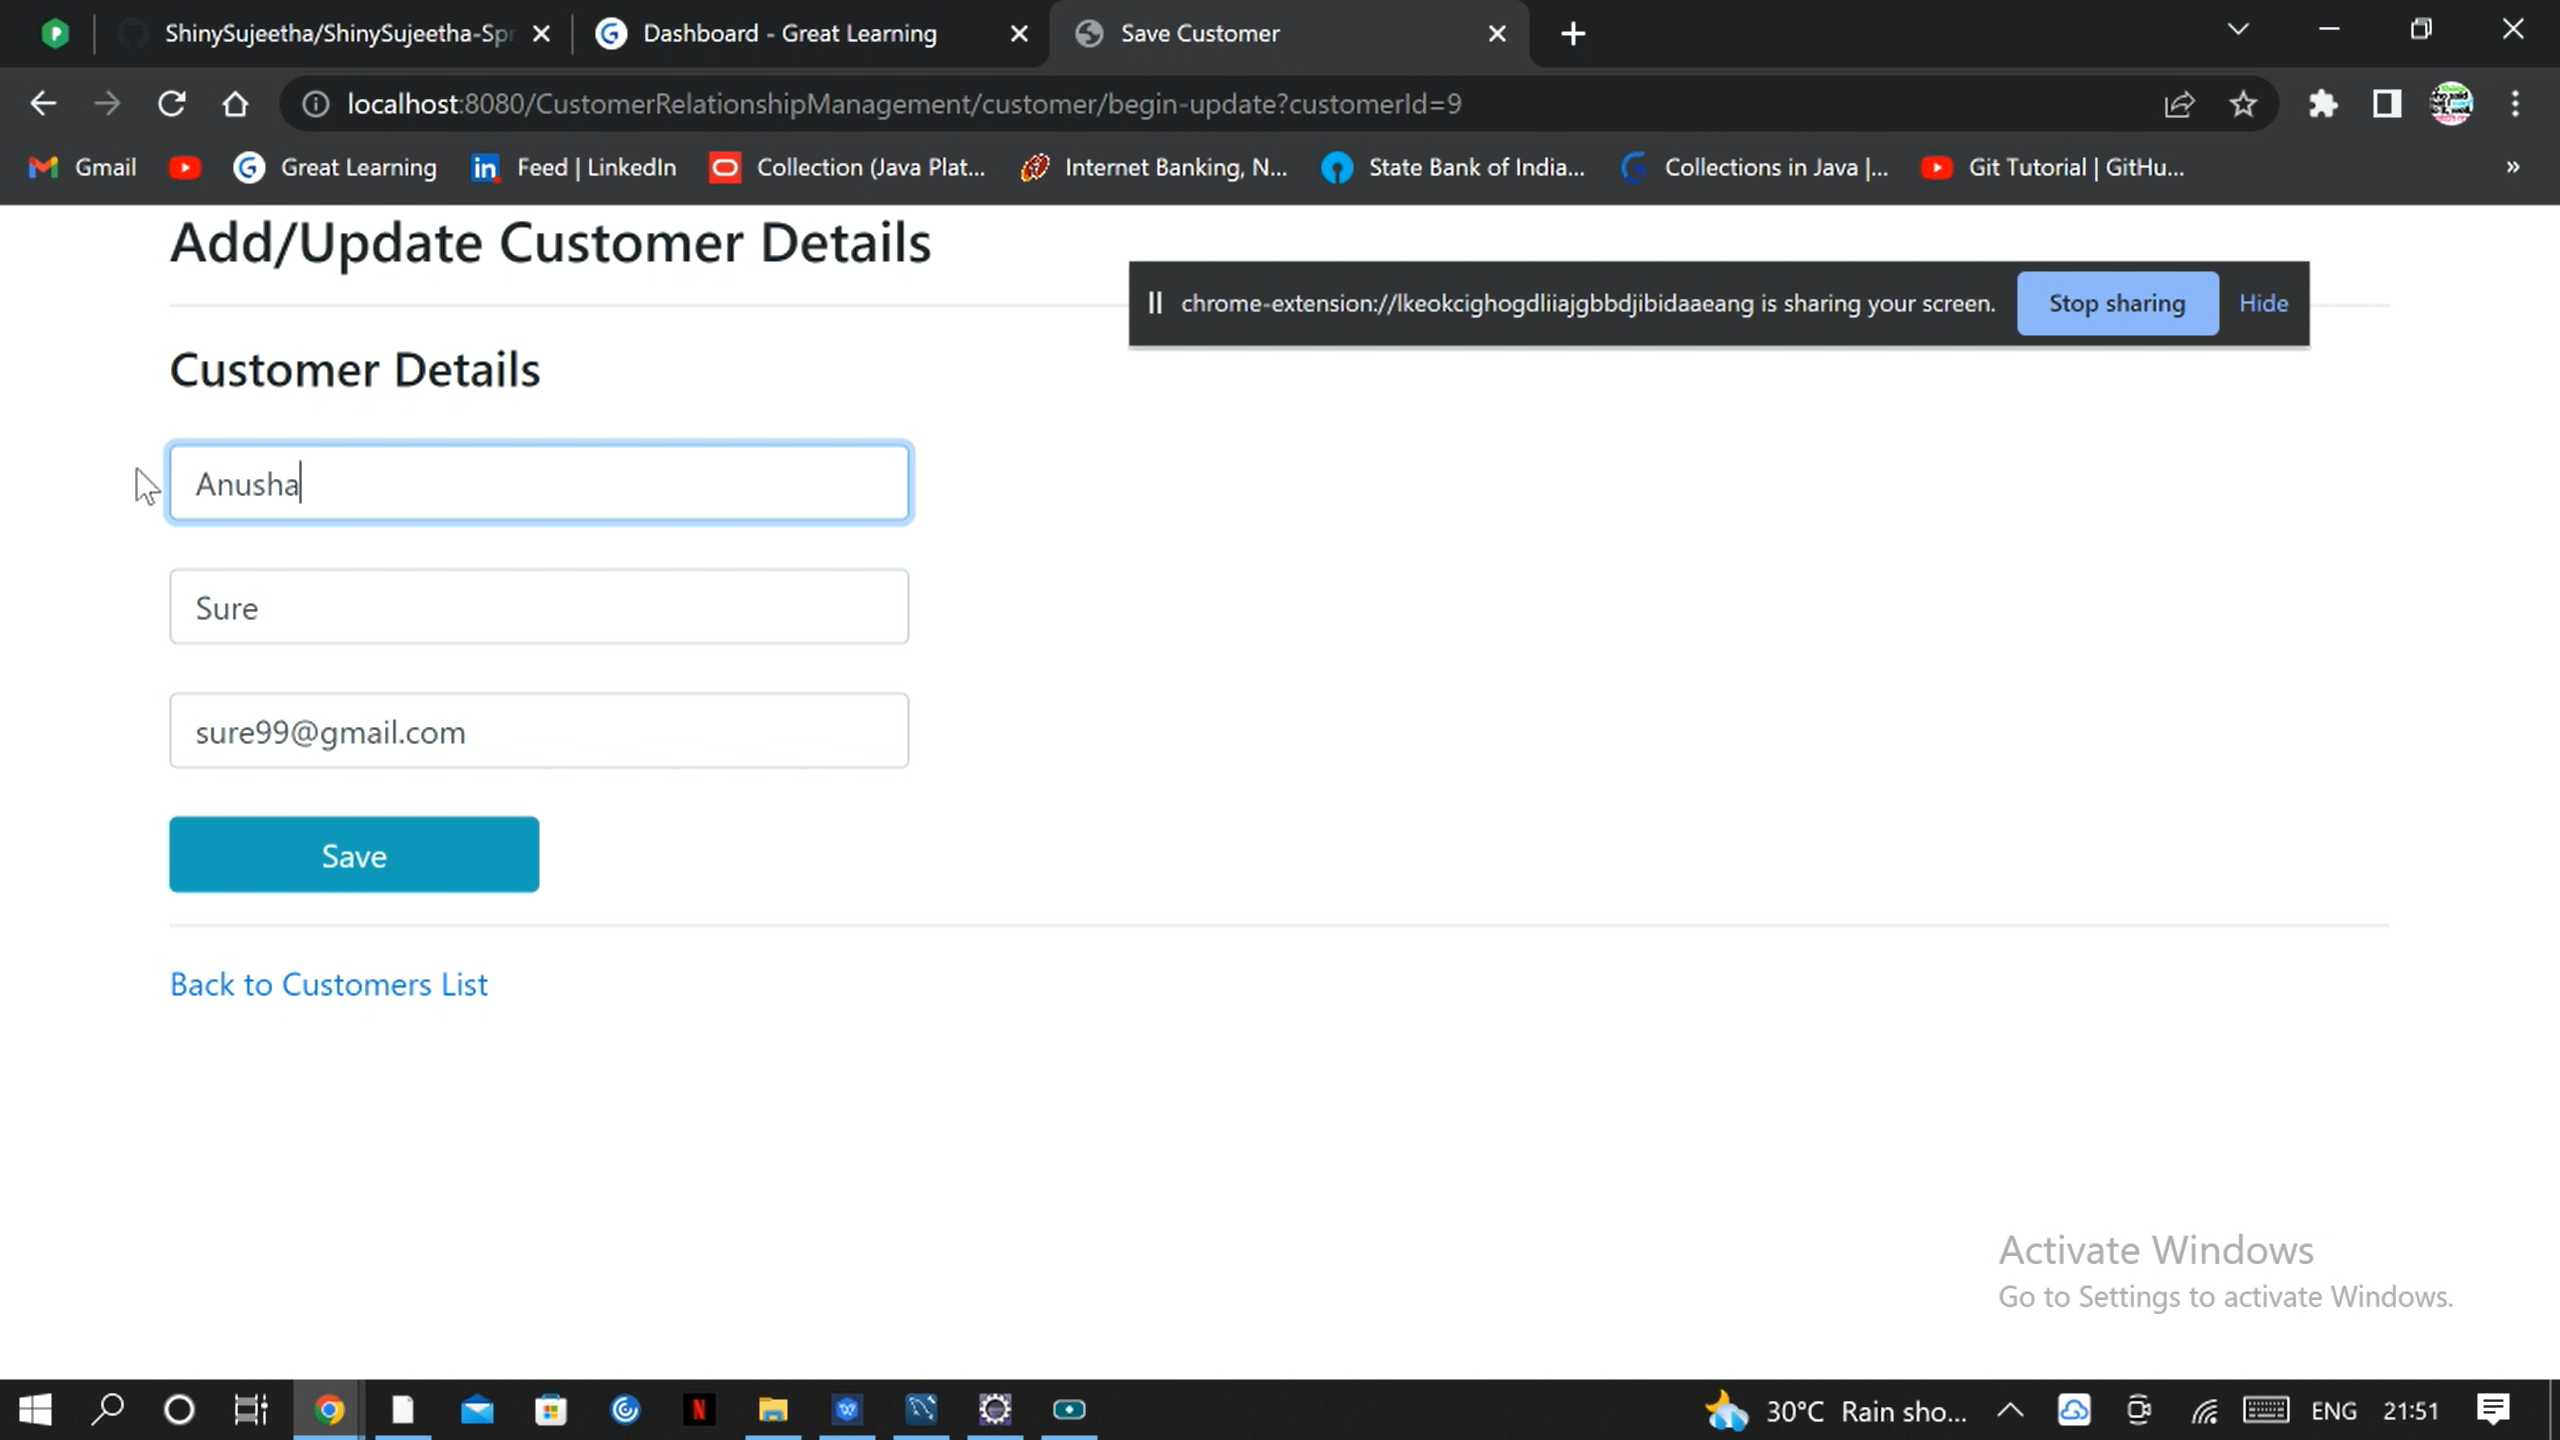 ShinySujeetha/ShinySujeetha-Spr
Dashboard - Great Learning
Save Customer
localhost:8080/CustomerRelationshipManagement/customer/begin-update?customerId=9
Gmail
Great Learning
Feed | LinkedIn
Collection (Java Plat...
Internet Banking, N...
State Bank of India...
Collections in Java |...
Git Tutorial | GitHu...
»
Add/Update Customer Details
chrome-extension://lkeokcighogdliiajgbbdjibidaaeang is sharing your screen.
Stop sharing
Hide
Customer Details
Anusha
Sure
sure99@gmail.com
Save
Back to Customers List
Activate Windows
Go to Settings to activate Windows.
30°C Rain sho...
ENG
21:51